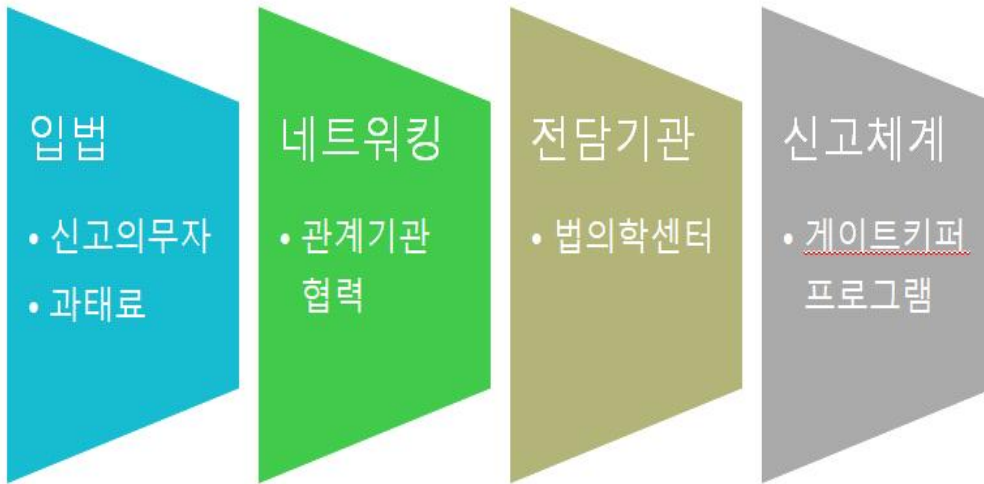 입법
• 신고의무자
• 과태료
네트워킹
• 관계기관
협력
전담기관
• 법의학센터
신고체계
• 게이트키퍼
프로그램